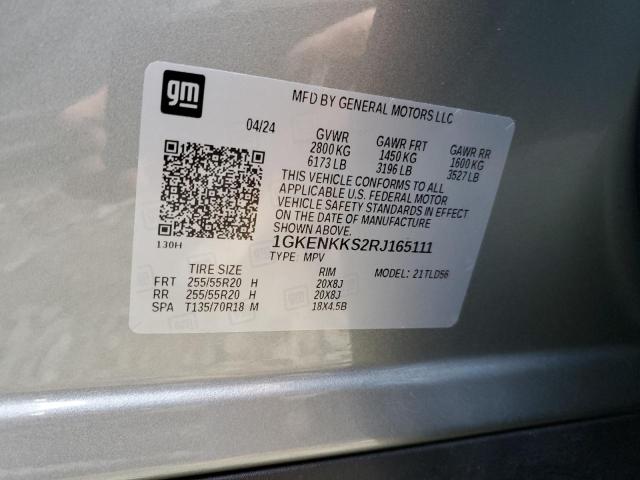 gm
MFD BY GENERAL MOTORS LLC
04/24 GVWR GAWR FRT GAWR RR
2800 KG 1450 KG 1600 KG
6173 LB 3196 LB 3527 LB
THIS VEHICLE CONFORMS TO ALL
APPLICABLE U.S. FEDERAL MOTOR
VEHICLE SAFETY STANDARDS IN EFFECT
ON THE DATE OF MANUFACTURE
SHOWN ABOVE.
130H
1GKENKKS2RJ165111
TYPE: MPV MODEL: 21TLD56
TIRE SIZE RIM
FRT 255/55R20 H 20X8J
RR 255/55R20 H 20X8J
SPA T135/70R18 M 18X4.5B